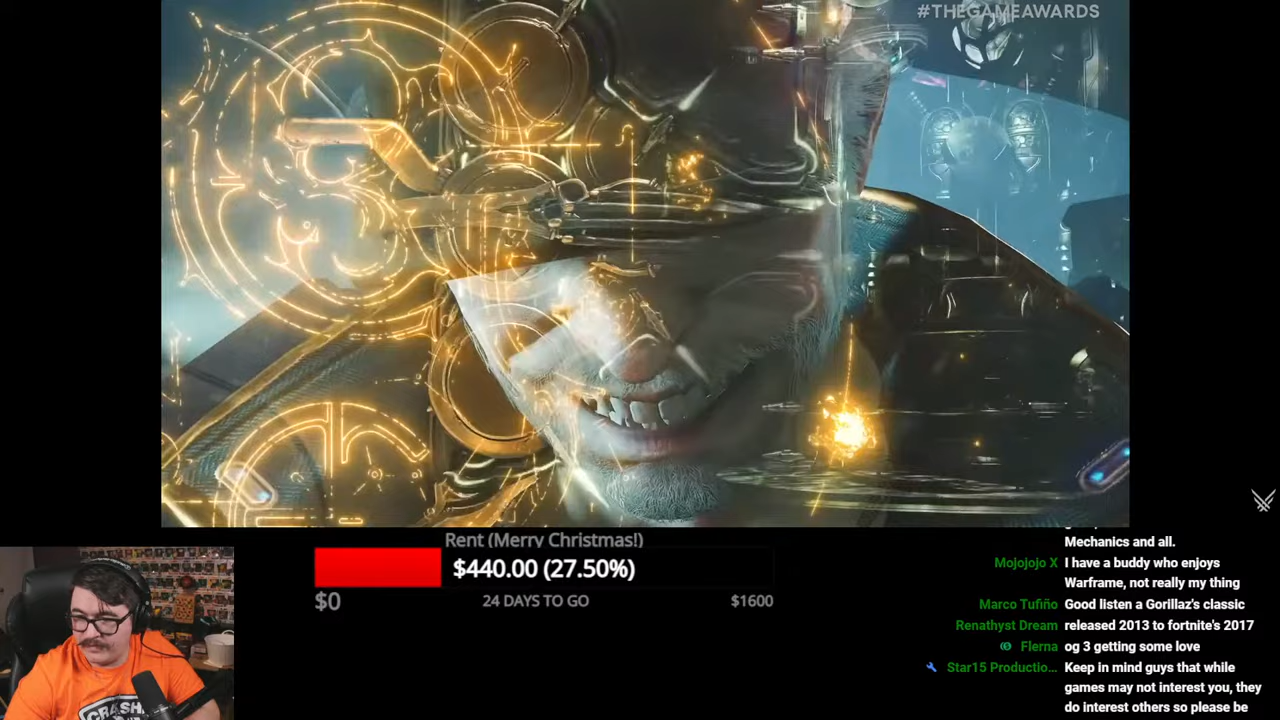 #THEGAMEAWARDS
Rent (Merry Christmas!)
$440.00 (27.50%)
$0
24 DAYS TO GO
$1600
Mechanics and all.
Mojojojo X I have a buddy who enjoys
Warframe, not really my thing
Marco Tufiño Good listen a Gorillaz's classic
Renathyst Dream released 2013 to fortnite's 2017
Flerna og 3 getting some love
Star15 Productio... Keep in mind guys that while
games may not interest you, they
do interest others so please be
CRASH